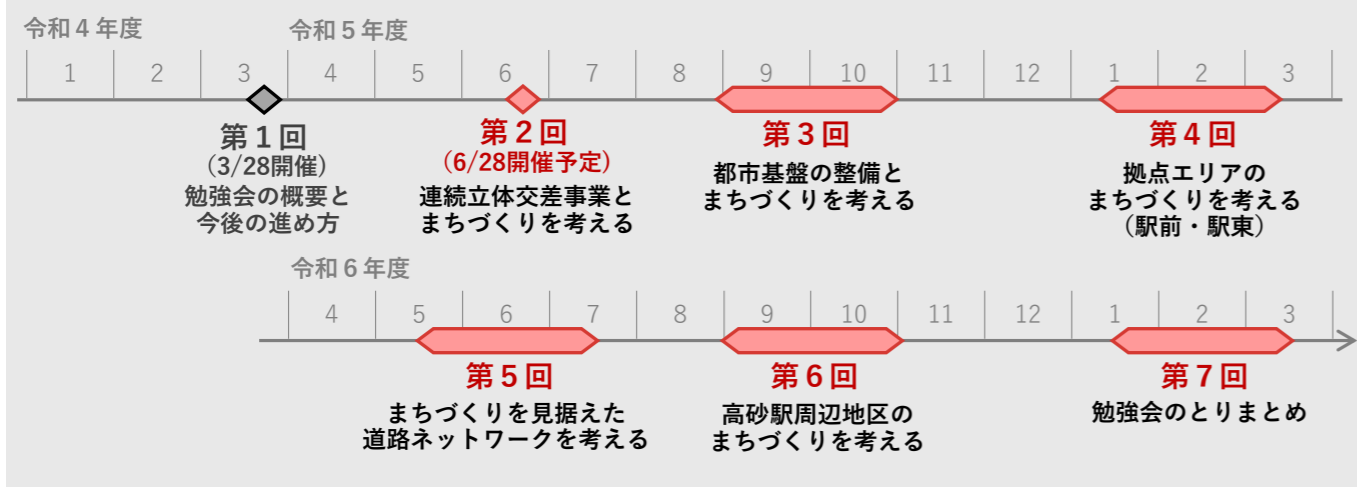 令和4年度 令和5年度
1 2 3 4 5 6 7 8 9 10 11 12 1 2 3
第1回 第2回 第3回 第4回
(3/28開催) (6/28開催予定)
勉強会の概要と
今後の進め方
連続立体交差事業と
まちづくりを考える
都市基盤の整備と
まちづくりを考える
拠点エリアの
まちづくりを考える
(駅前・駅東)
令和6年度
4 5 6 7 8 9 10 11 12 1 2 3
第5回 第6回 第7回
まちづくりを見据えた
道路ネットワークを考える
高砂駅周辺地区の
まちづくりを考える
勉強会のとりまとめ